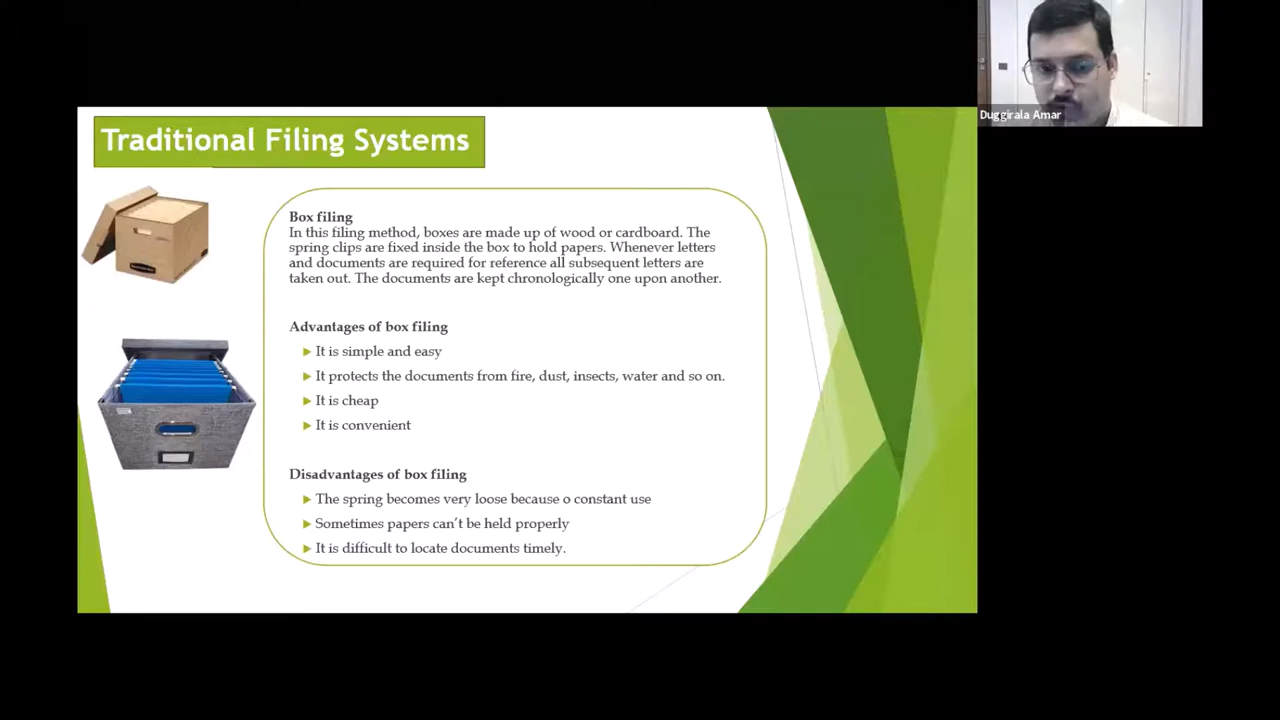 Duggirala Amar
Traditional Filing Systems
Box filing
In this filing method, boxes are made up of wood or cardboard. The
spring clips are fixed inside the box to hold papers. Whenever letters
and documents are required for reference all subsequent letters are
taken out. The documents are kept chronologically one upon another.
Advantages of box filing
It is simple and easy
It protects the documents from fire, dust, insects, water and so on.
It is cheap
It is convenient
Disadvantages of box filing
The spring becomes very loose because o constant use
Sometimes papers can't be held properly
It is difficult to locate documents timely.